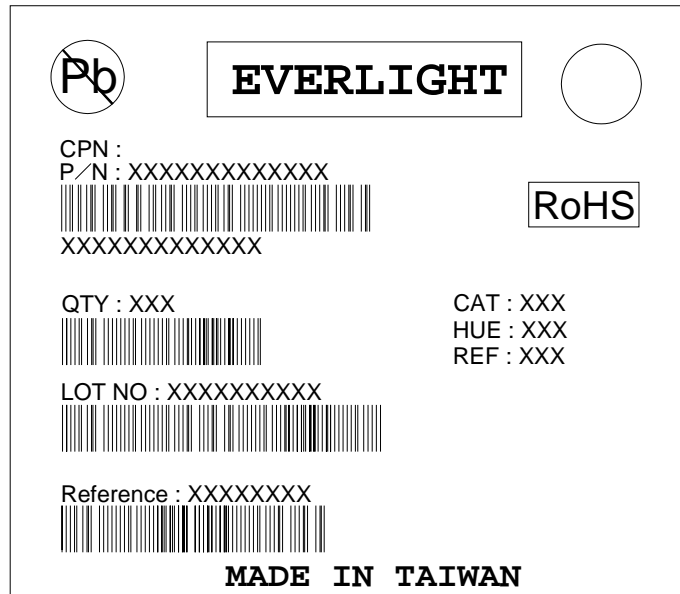 Pb
EVERLIGHT
CPN :
P/N : XXXXXXXXXXXXX
RoHS
XXXXXXXXXXXXX
QTY : XXX
CAT : XXX
HUE : XXX
REF : XXX
LOT NO : XXXXXXXXXX
Reference : XXXXXXXX
MADE IN TAIWAN